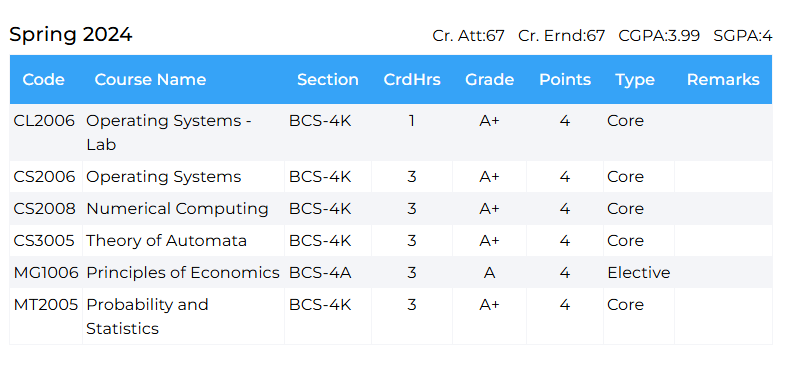 Spring 2024 Cr. Att:67 Cr. Ernd:67 CGPA:3.99 SGPA:4
Code Course Name Section CrdHrs Grade Points Type Remarks
CL2006 Operating Systems - BCS-4K 1 A+ 4 Core
Lab
CS2006 Operating Systems BCS-4K 3 A+ 4 Core
CS2008 Numerical Computing BCS-4K 3 A+ 4 Core
CS3005 Theory of Automata BCS-4K 3 A+ 4 Core
MG1006 Principles of Economics BCS-4A 3 A 4 Elective
MT2005 Probability and BCS-4K 3 A+ 4 Core
Statistics